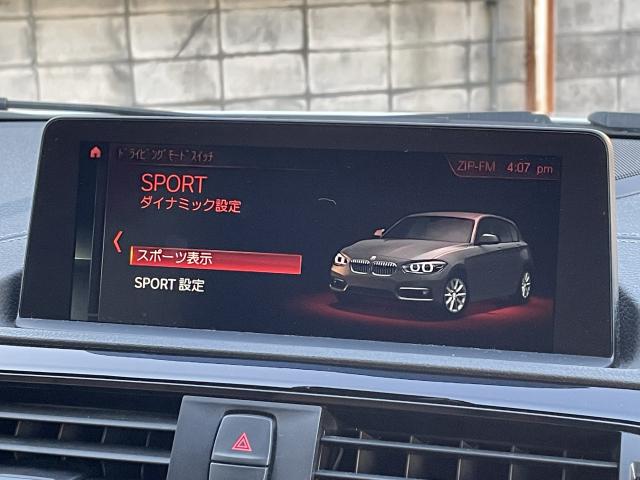 ﾄﾞﾗｲﾋﾞﾝｸﾞﾓｰﾄﾞｽｲｯﾁ
ZIP-FM 4:07 pm
SPORT
ダイナミック設定
スポーツ表示
SPORT 設定